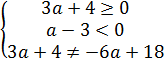 3a + 4 ≥ 0
a − 3 < 0
3a + 4 ≠ −6a + 18